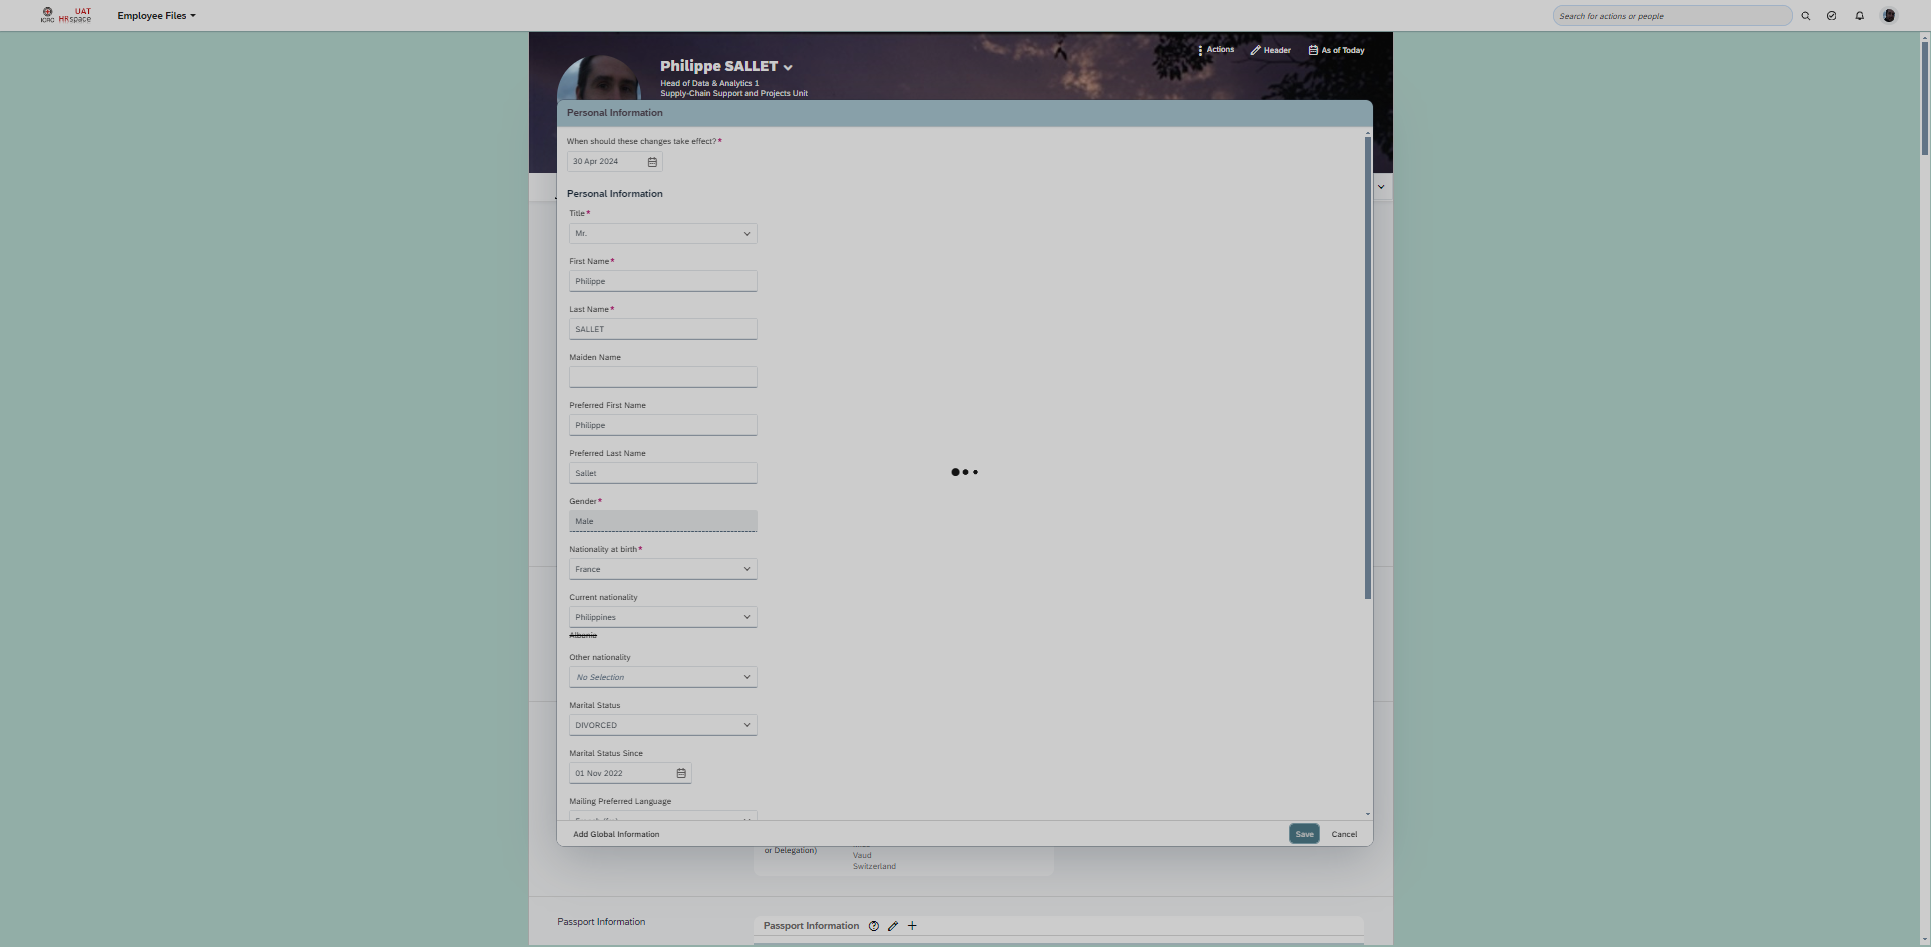 ICRC
UAT
HRspace
Employee Files
Search for actions or people
Actions
Header
As of Today
Philippe SALLET
Head of Data & Analytics 1
Supply-Chain Support and Projects Unit
Personal Information
When should these changes take effect?*
30 Apr 2024
Personal Information
Title*
Mr.
First Name*
Philippe
Last Name*
SALLET
Maiden Name
Preferred First Name
Philippe
Preferred Last Name
Sallet
Gender*
Male
Nationality at birth*
France
Current nationality
Philippines
Albania
Other nationality
No Selection
Marital Status
DIVORCED
Marital Status Since
01 Nov 2022
Mailing Preferred Language
Add Global Information
Save
Cancel
or Delegation)
Vaud
Switzerland
Passport Information
Passport Information